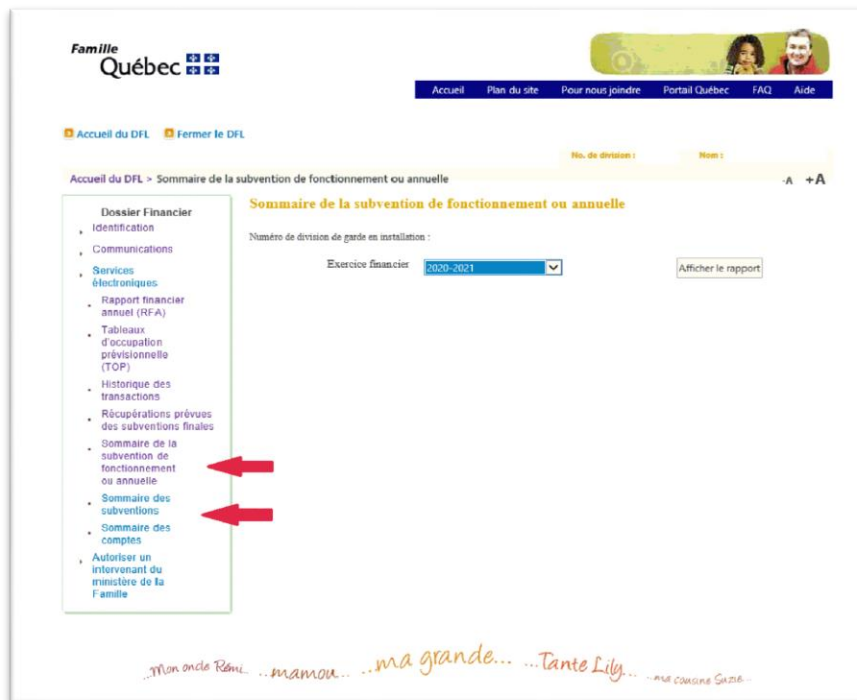 Famille
Québec
Accueil Plan du site Pour nous joindre Portail Québec FAQ Aide
Accueil du DFL Fermer le DFL
No. de division : Nom :
Accueil du DFL > Sommaire de la subvention de fonctionnement ou annuelle -A +A
Dossier Financier
Identification
Communications
Services
électroniques
Rapport financier
annuel (RFA)
Tableaux
d'occupation
prévisionnelle
(TOP)
Historique des
transactions
Récupérations prévues
des subventions finales
Sommaire de la
subvention de
fonctionnement
ou annuelle
Sommaire des
subventions
Sommaire des
comptes
Autoriser un
intervenant du
ministère de la
Famille
Sommaire de la subvention de fonctionnement ou annuelle
Numéro de division de garde en installation :
Exercice financier 2020-2021 Afficher le rapport
...mon oncle Rémi... ...mamou... ...ma grande... ...Tante Lily... ...ma cousine Suzie...